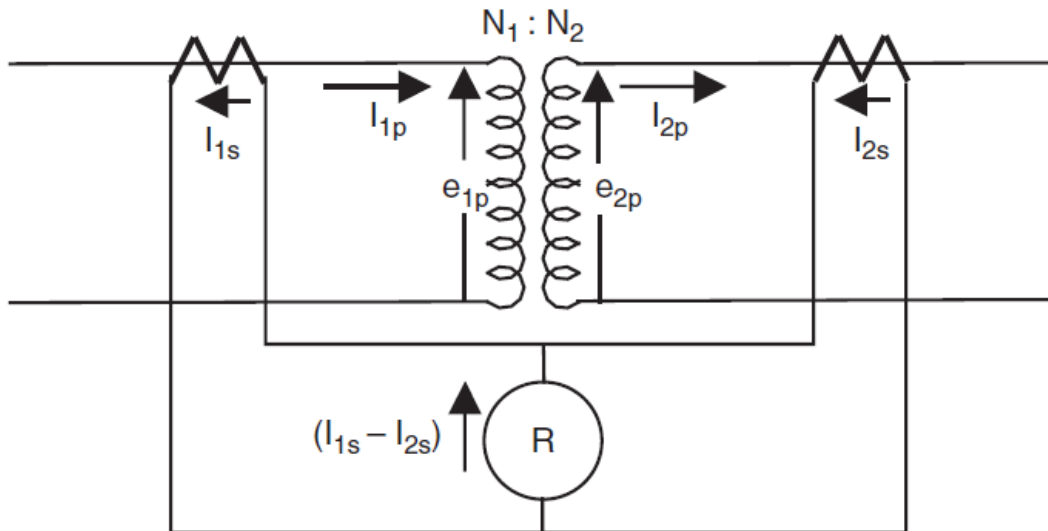 N₁ : N₂
I₁ₛ
I₁ₚ
e₁ₚ
e₂ₚ
I₂ₚ
I₂ₛ
(I₁ₛ – I₂ₛ)
R